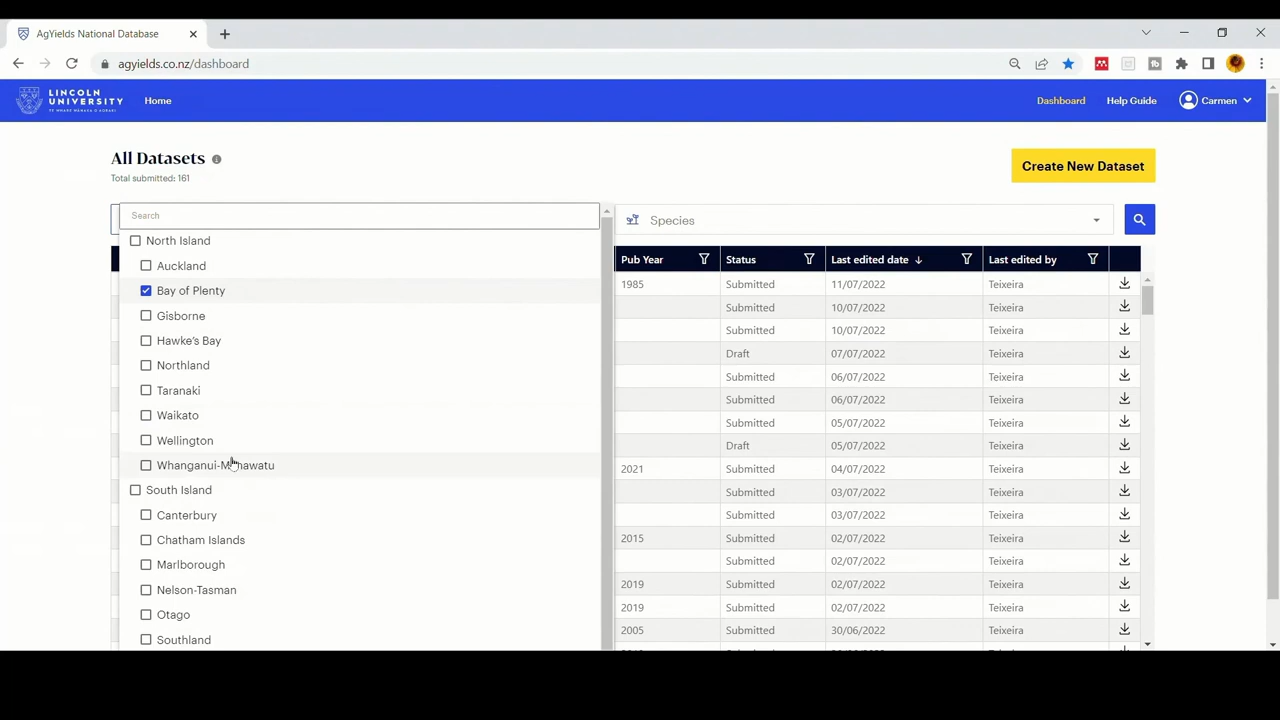 AgYields National Database
agyields.co.nz/dashboard
LINCOLN
UNIVERSITY
TE WHARE WĀNAKA O AORAKI
Home
Dashboard
Help Guide
Carmen
All Datasets
Total submitted: 161
Create New Dataset
Search
Species
North Island
Auckland
Bay of Plenty
Gisborne
Hawke's Bay
Northland
Taranaki
Waikato
Wellington
Whanganui-Manawatu
South Island
Canterbury
Chatham Islands
Marlborough
Nelson-Tasman
Otago
Southland
Pub Year Status Last edited date Last edited by
1985 Submitted 11/07/2022 Teixeira
Submitted 10/07/2022 Teixeira
Submitted 10/07/2022 Teixeira
Draft 07/07/2022 Teixeira
Submitted 06/07/2022 Teixeira
Submitted 06/07/2022 Teixeira
Submitted 05/07/2022 Teixeira
Draft 05/07/2022 Teixeira
2021 Submitted 04/07/2022 Teixeira
Submitted 03/07/2022 Teixeira
Submitted 03/07/2022 Teixeira
2015 Submitted 02/07/2022 Teixeira
Submitted 02/07/2022 Teixeira
2019 Submitted 02/07/2022 Teixeira
2019 Submitted 02/07/2022 Teixeira
2005 Submitted 30/06/2022 Teixeira